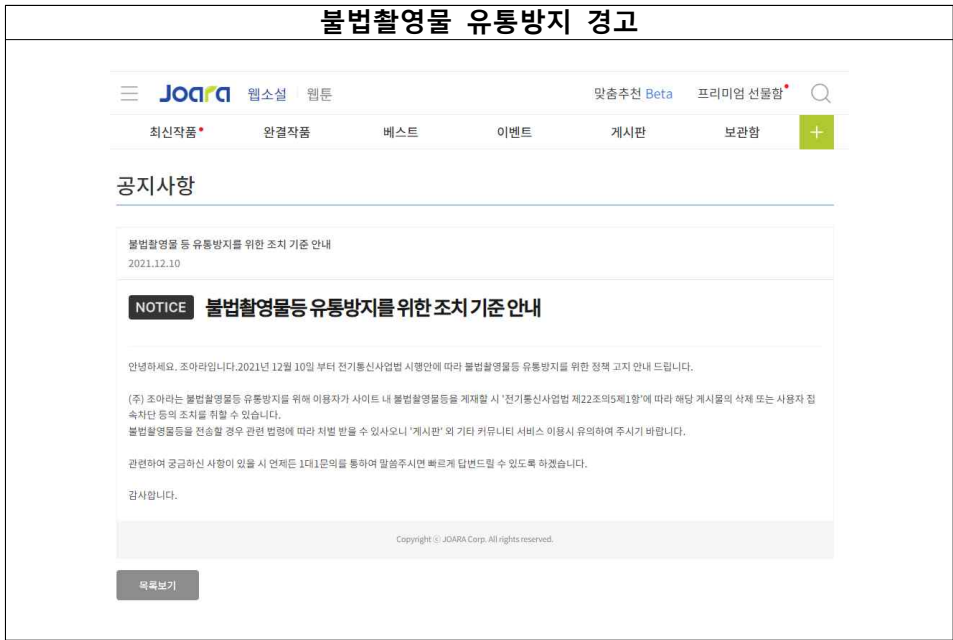 불법촬영물 유통방지 경고
Joara 웹소설 웹툰 맞춤추천 Beta 프리미엄 선물함
최신작품 완결작품 베스트 이벤트 게시판 보관함 +
공지사항
불법촬영물 등 유통방지를 위한 조치 기준 안내
2021.12.10
NOTICE 불법촬영물등 유통방지를 위한 조치 기준 안내
안녕하세요. 조아라입니다.2021년 12월 10일 부터 전기통신사업법 시행안에 따라 불법촬영물등 유통방지를 위한 정책 고지 안내 드립니다.
(주) 조아라는 불법촬영물등 유통방지를 위해 이용자가 사이트 내 불법촬영물등을 게재할 시 '전기통신사업법 제22조의5제1항'에 따라 해당 게시물의 삭제 또는 사용자 접
속차단 등의 조치를 취할 수 있습니다.
불법촬영물등을 전송할 경우 관련 법령에 따라 처벌 받을 수 있사오니 '게시판' 외 기타 커뮤니티 서비스 이용시 유의하여 주시기 바랍니다.
관련하여 궁금하신 사항이 있을 시 언제든 1대1문의를 통하여 말씀주시면 빠르게 답변드릴 수 있도록 하겠습니다.
감사합니다.
Copyright ⓒ JOARA Corp. All rights reserved.
목록보기